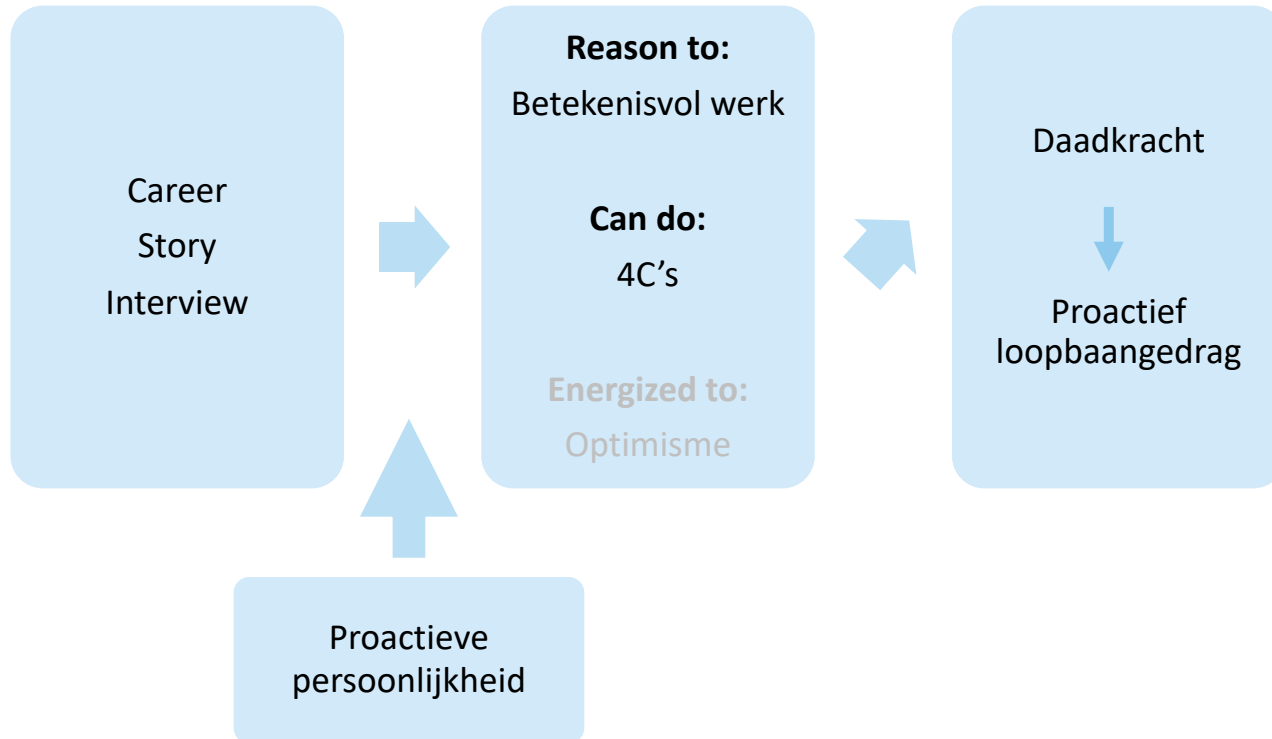 Career
Story
Interview
Reason to:
Betekenisvol werk
Can do:
4C’s
Energized to:
Optimisme
Daadkracht
Proactief
loopbaangedrag
Proactieve
persoonlijkheid